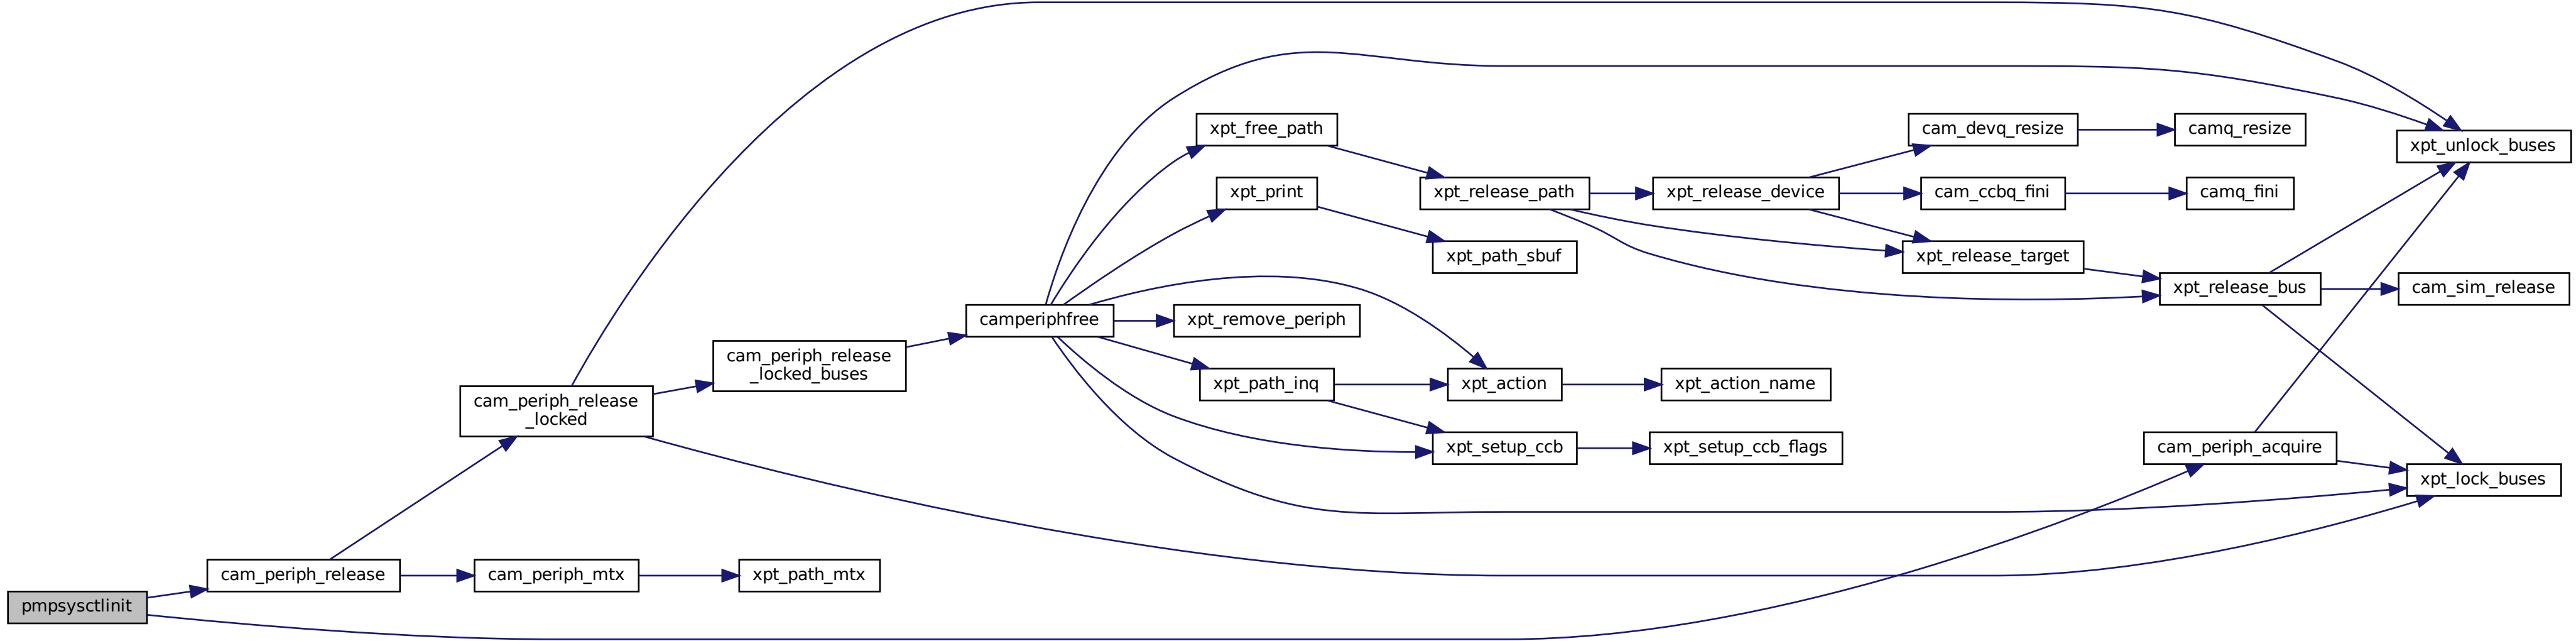 xpt_free_path
cam_devq_resize
camq_resize
xpt_unlock_buses
xpt_print
xpt_release_path
xpt_release_device
cam_ccbq_fini
camq_fini
xpt_path_sbuf
xpt_release_target
xpt_release_bus
cam_sim_release
camperiphfree
xpt_remove_periph
cam_periph_release
_locked_buses
xpt_path_inq
xpt_action
xpt_action_name
cam_periph_release
_locked
xpt_setup_ccb
xpt_setup_ccb_flags
cam_periph_acquire
xpt_lock_buses
cam_periph_release
cam_periph_mtx
xpt_path_mtx
pmpsysctlinit